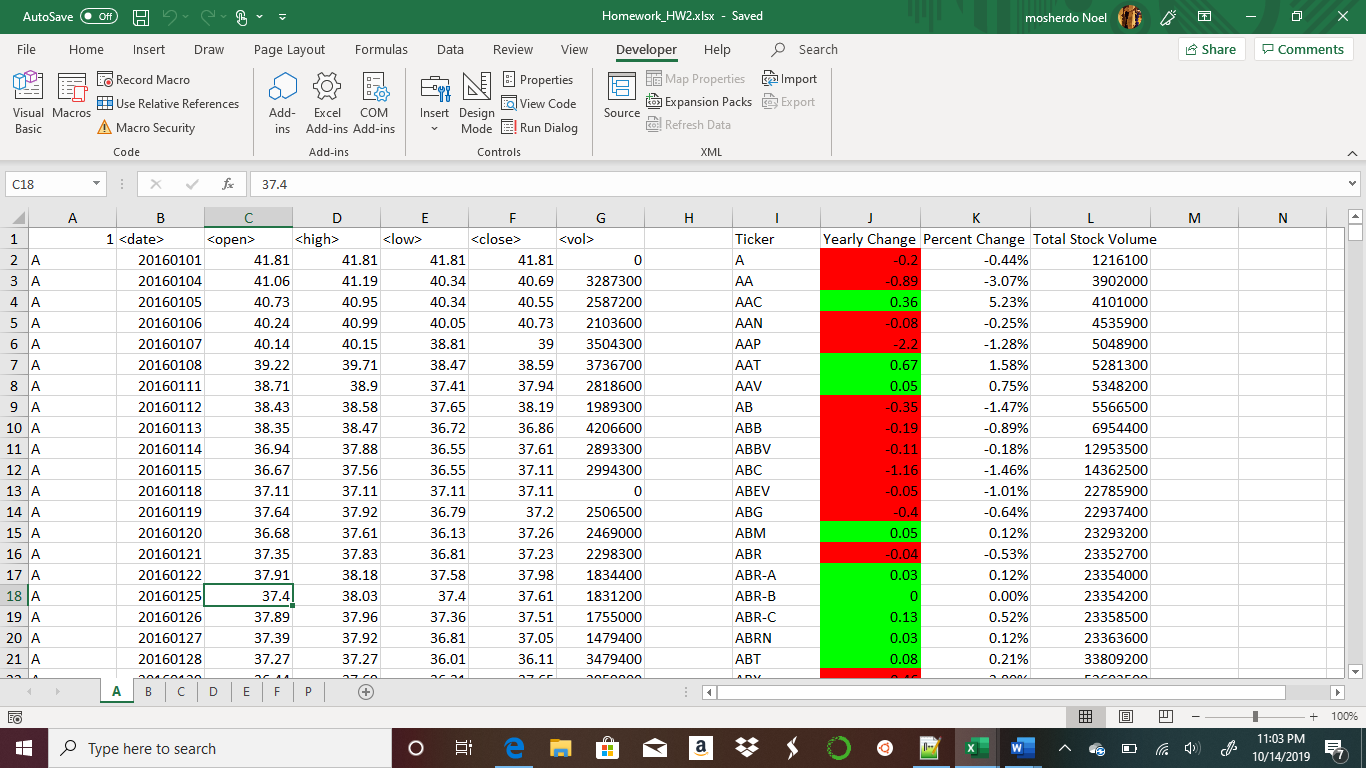 AutoSave Off Homework_HW2.xlsx - Saved mosherdo Noel
File Home Insert Draw Page Layout Formulas Data Review View Developer Help Search Share Comments
Visual Basic Macros Record Macro Use Relative References Macro Security
Add-ins Excel Add-ins COM Add-ins
Insert Design Mode Properties View Code Run Dialog
Source Map Properties Expansion Packs Refresh Data Import Export
Code Add-ins Controls XML
C18 fx 37.4
A B C D E F G H I J K L M N
1 1 <date> <open> <high> <low> <close> <vol> Ticker Yearly Change Percent Change Total Stock Volume
2 A 20160101 41.81 41.81 41.81 41.81 0 A -0.2 -0.44% 1216100
3 A 20160104 41.06 41.19 40.34 40.69 3287300 AA -0.89 -3.07% 3902000
4 A 20160105 40.73 40.95 40.34 40.55 2587200 AAC 0.36 5.23% 4101000
5 A 20160106 40.24 40.99 40.05 40.73 2103600 AAN -0.08 -0.25% 4535900
6 A 20160107 40.14 40.15 38.81 39 3504300 AAP -2.2 -1.28% 5048900
7 A 20160108 39.22 39.71 38.47 38.59 3736700 AAT 0.67 1.58% 5281300
8 A 20160111 38.71 38.9 37.41 37.94 2818600 AAV 0.05 0.75% 5348200
9 A 20160112 38.43 38.58 37.65 38.19 1989300 AB -0.35 -1.47% 5566500
10 A 20160113 38.35 38.47 36.72 36.86 4206600 ABB -0.19 -0.89% 6954400
11 A 20160114 36.94 37.88 36.55 37.61 2893300 ABBV -0.11 -0.18% 12953500
12 A 20160115 36.67 37.56 36.55 37.11 2994300 ABC -1.16 -1.46% 14362500
13 A 20160118 37.11 37.11 37.11 37.11 0 ABEV -0.05 -1.01% 22785900
14 A 20160119 37.64 37.92 36.79 37.2 2506500 ABG -0.4 -0.64% 22937400
15 A 20160120 36.68 37.61 36.13 37.26 2469000 ABM 0.05 0.12% 23293200
16 A 20160121 37.35 37.83 36.81 37.23 2298300 ABR -0.04 -0.53% 23352700
17 A 20160122 37.91 38.18 37.58 37.98 1834400 ABR-A 0.03 0.12% 23354000
18 A 20160125 37.4 38.03 37.4 37.61 1831200 ABR-B 0 0.00% 23354200
19 A 20160126 37.89 37.96 37.36 37.51 1755000 ABR-C 0.13 0.52% 23358500
20 A 20160127 37.39 37.92 36.81 37.05 1479400 ABRN 0.03 0.12% 23363600
21 A 20160128 37.27 37.27 36.01 36.11 3479400 ABT 0.08 0.21% 33809200
A B C D E F P
100%
Type here to search
11:03 PM
10/14/2019
7